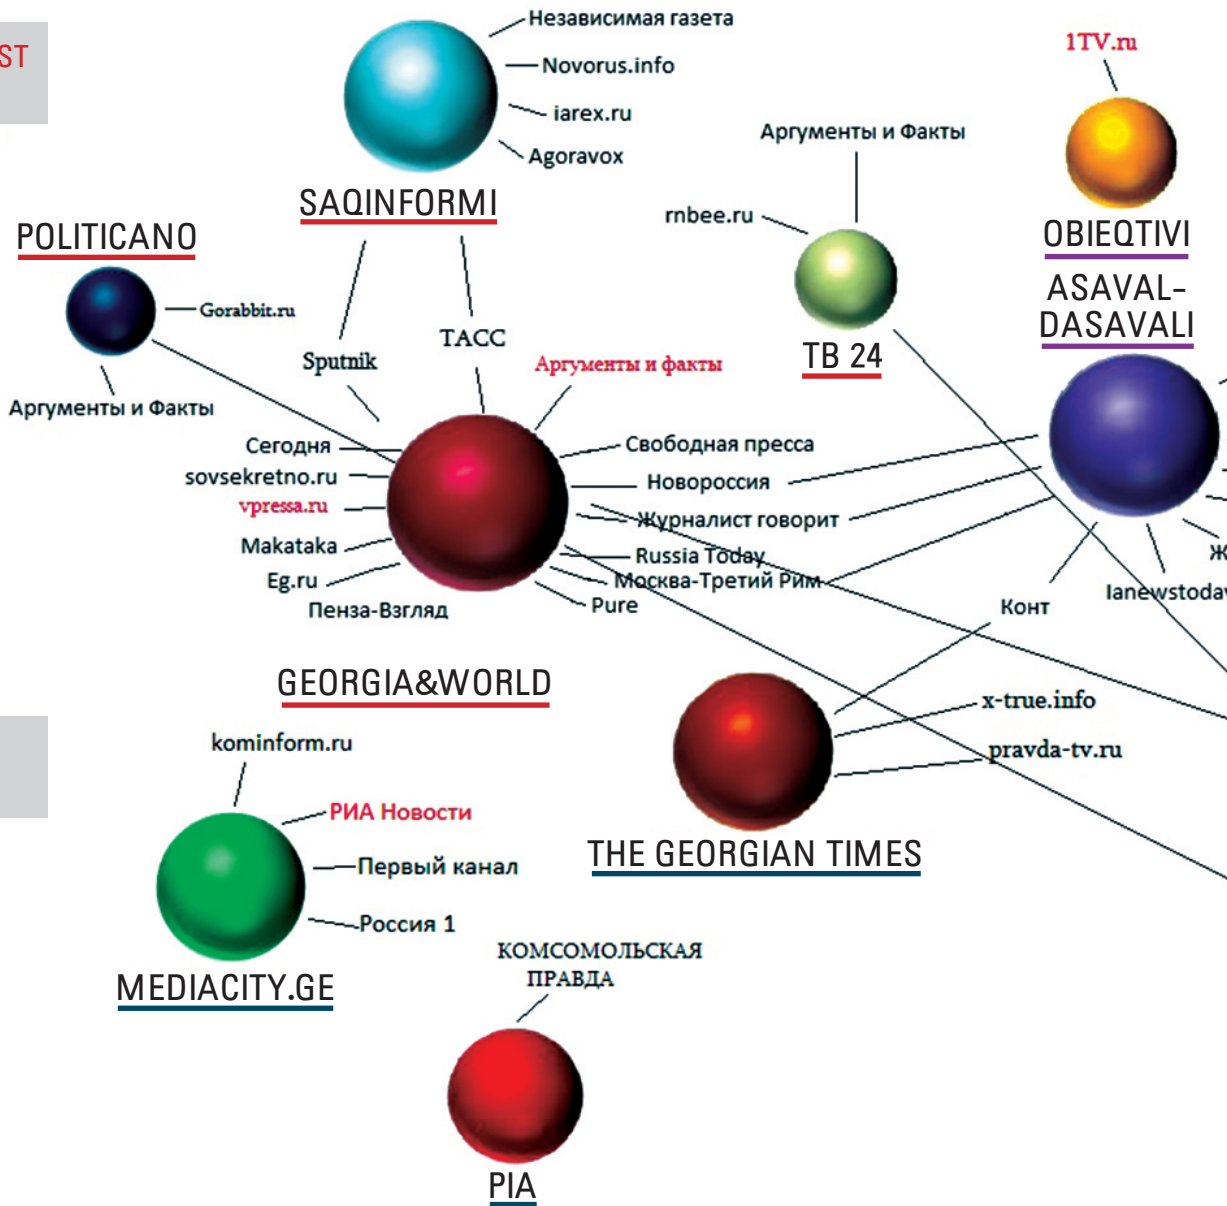 ST
Независимая газета
Novorus.info
iarex.ru
Agoravox
SAQINFORMI
1TV.ru
OBIEQTIVI
Аргументы и Факты
rnbee.ru
ТВ 24
POLITICANO
Gorabbit.ru
Аргументы и Факты
Sputnik
ТАСС
Аргументы и факты
ASAVAL-
DASAVALI
Сегодня
sovsekretno.ru
vpressa.ru
Makataka
Eg.ru
Пенза-Взгляд
Свободная пресса
Новороссия
Журналист говорит
Russia Today
Москва-Третий Рим
Pure
GEORGIA&WORLD
Ж
Ianewstoday
Конт
x-true.info
pravda-tv.ru
THE GEORGIAN TIMES
kominform.ru
РИА Новости
Первый канал
Россия 1
MEDIACITY.GE
КОМСОМОЛЬСКАЯ
ПРАВДА
PIA